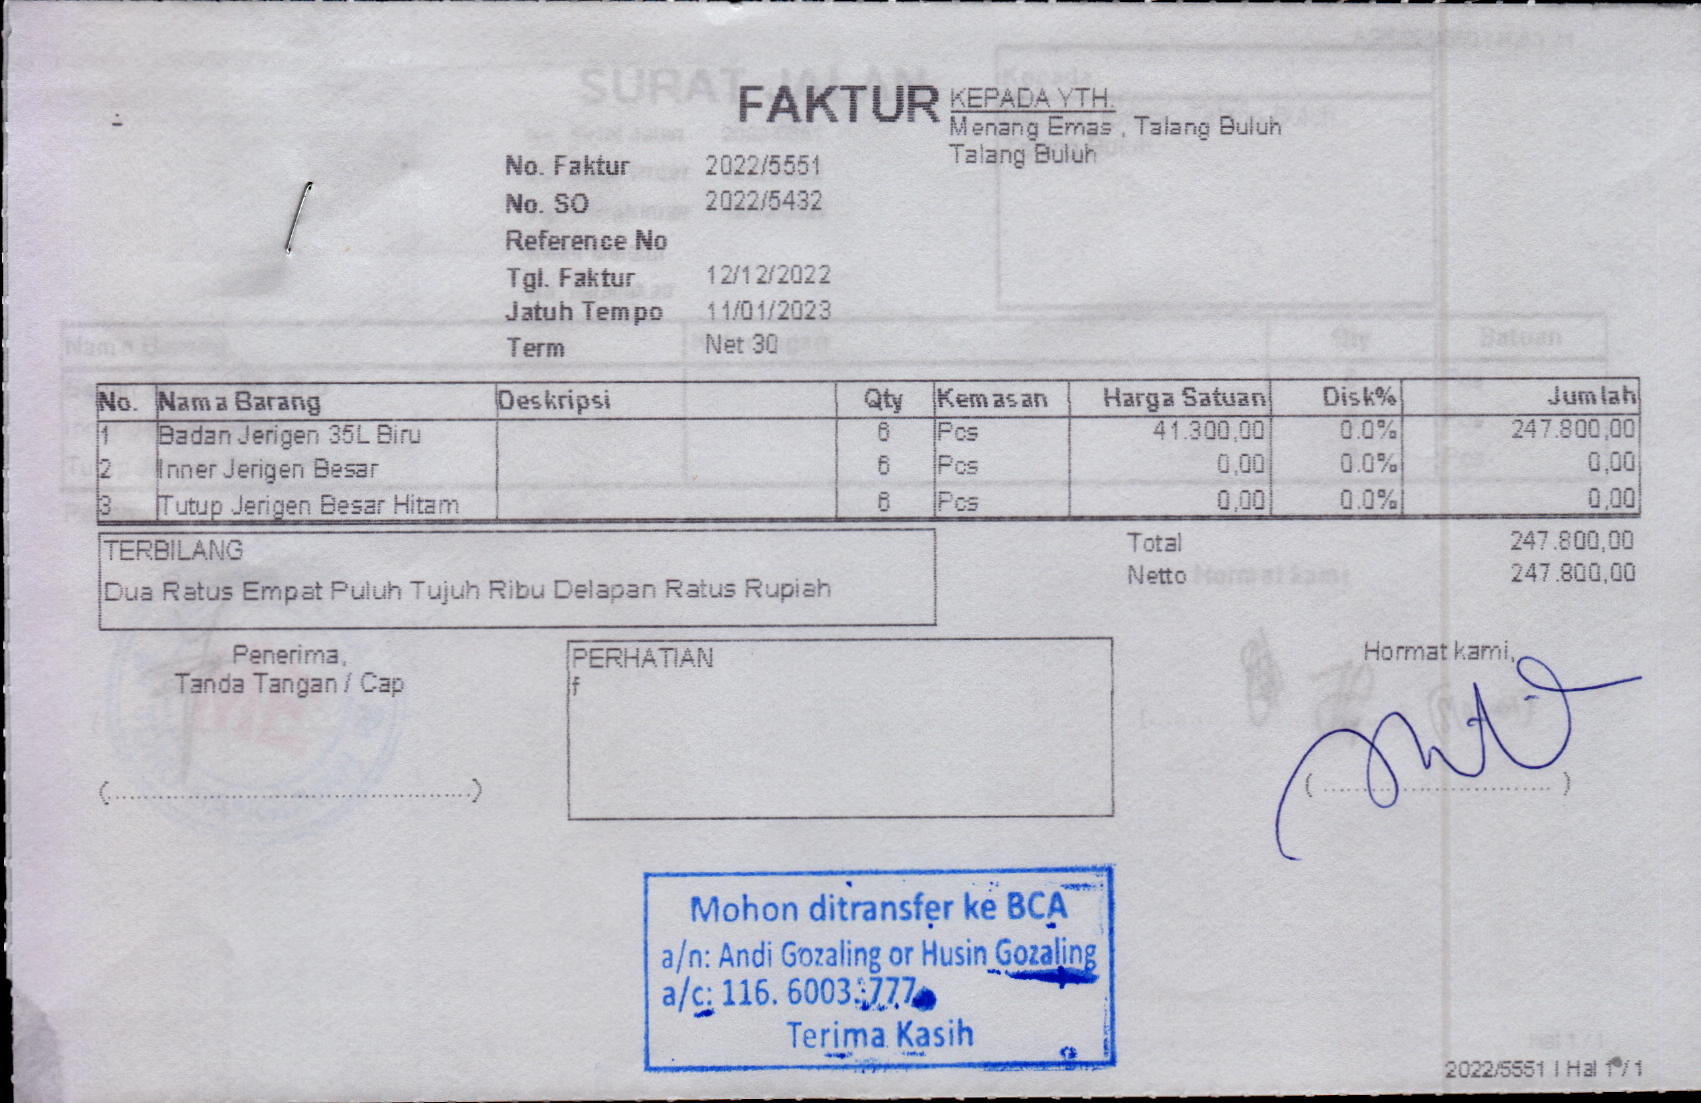 FAKTUR
KEPADA YTH.
Menang Emas , Talang Buluh
Talang Buluh
No. Faktur 2022/5551
No. SO 2022/5432
Reference No
Tgl. Faktur 12/12/2022
Jatuh Tempo 11/01/2023
Term Net 30
No. Nama Barang Deskripsi Qty Kemasan Harga Satuan Disk% Jumlah
1 Badan Jerigen 35L Biru 6 Pcs 41.300,00 0.0% 247.800,00
2 Inner Jerigen Besar 6 Pcs 0,00 0.0% 0,00
3 Tutup Jerigen Besar Hitam 6 Pcs 0,00 0.0% 0,00
TERBILANG
Dua Ratus Empat Puluh Tujuh Ribu Delapan Ratus Rupiah
Total 247.800,00
Netto 247.800,00
Penerima,
Tanda Tangan / Cap
(..........................................................)
PERHATIAN
f
Hormat kami,
( .................................... )
Mohon ditransfer ke BCA
a/n: Andi Gozaling or Husin Gozaling
a/c: 116. 6003.777
Terima Kasih
2022/5551 | Hal 1 / 1